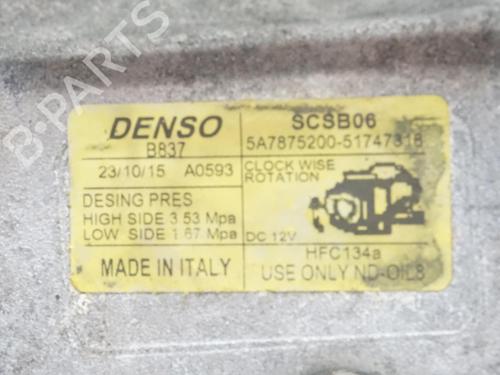 B-PARTS
DENSO
B837
23/10/15 A0593
DESING PRES
HIGH SIDE 3 53 Mpa
LOW SIDE 1 67 Mpa
MADE IN ITALY
SCSB06
5A7875200-51747318
CLOCK WISE
ROTATION
DC 12V
HFC134a
USE ONLY ND-OIL8